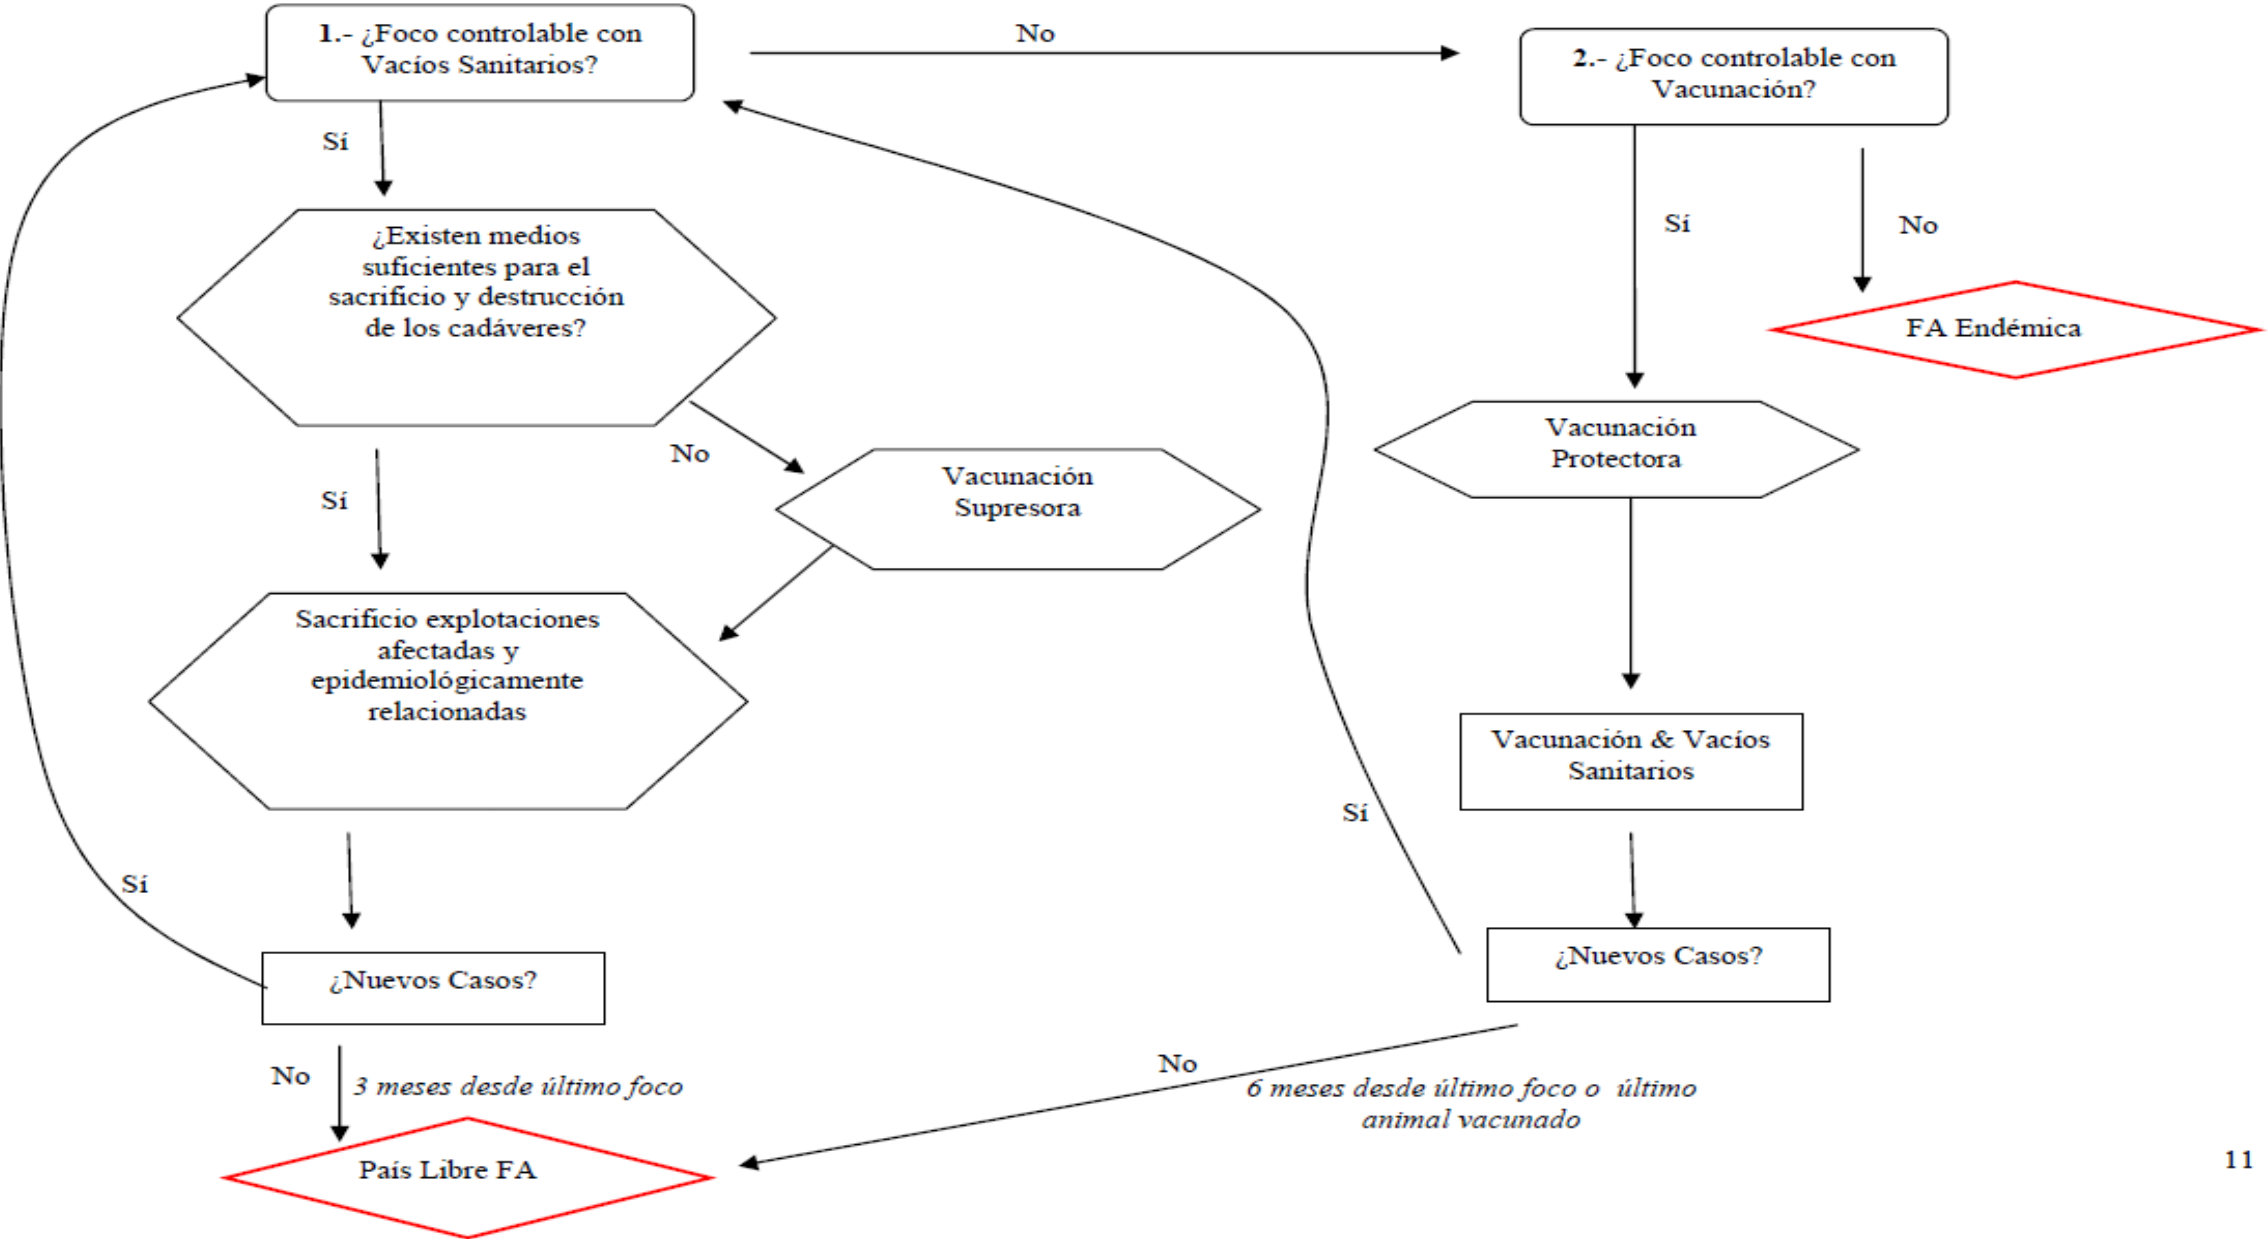 1.- ¿Foco controlable con
Vacíos Sanitarios?
No
2.- ¿Foco controlable con
Vacunación?
Sí
¿Existen medios
suficientes para el
sacrificio y destrucción
de los cadáveres?
Sí
No
FA Endémica
Vacunación
Protectora
No
Vacunación
Supresora
Sí
Sacrificio explotaciones
afectadas y
epidemiológicamente
relacionadas
Vacunación & Vacíos
Sanitarios
Sí
Sí
¿Nuevos Casos?
¿Nuevos Casos?
No
3 meses desde último foco
No
6 meses desde último foco o último
animal vacunado
País Libre FA
11